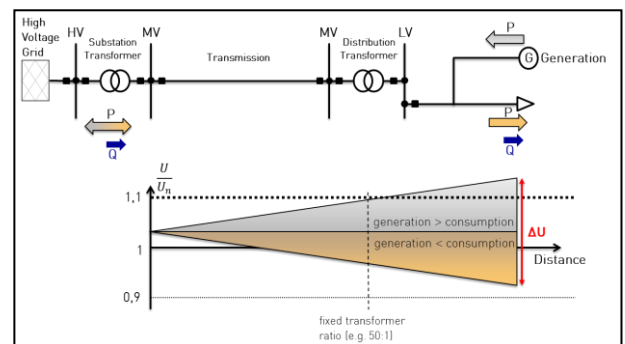 High
Voltage
Grid
HV
Substation
Transformer
MV
Transmission
MV
Distribution
Transformer
LV
P
G
Generation
P
Q
P
Q
U
Un
1,1
generation > consumption
ΔU
generation < consumption
1
Distance
0,9
fixed transformer
ratio (e.g. 50:1)